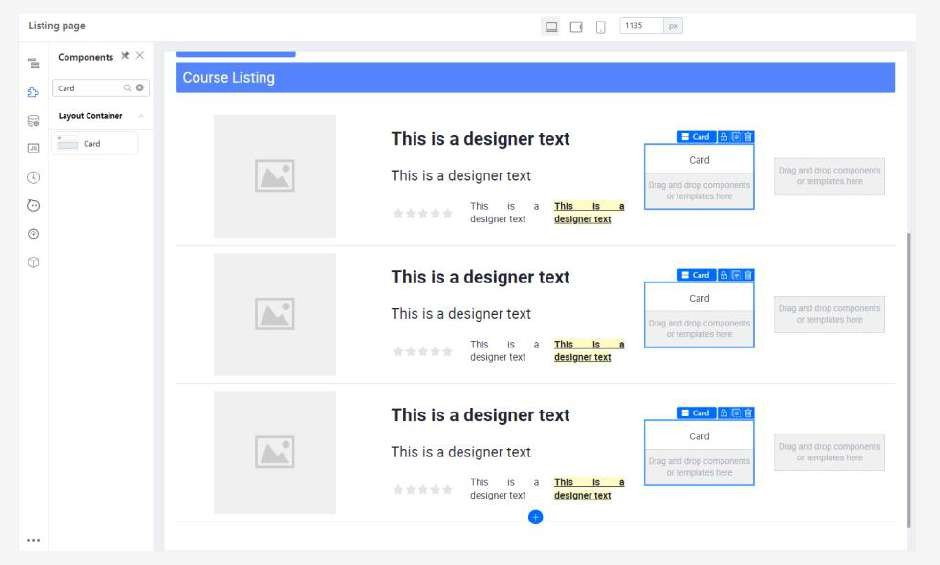 Listing page
1135 px
Components
Card
Layout Container
Card
Course Listing
This is a designer text
This is a designer text
This is a
designer text
This is a
designer text
Card
Card
Drag and drop components
or templates here
Drag and drop components
or templates here
This is a designer text
This is a designer text
This is a
designer text
This is a
designer text
Card
Card
Drag and drop components
or templates here
Drag and drop components
or templates here
This is a designer text
This is a designer text
This is a
designer text
This is a
designer text
Card
Card
Drag and drop components
or templates here
Drag and drop components
or templates here